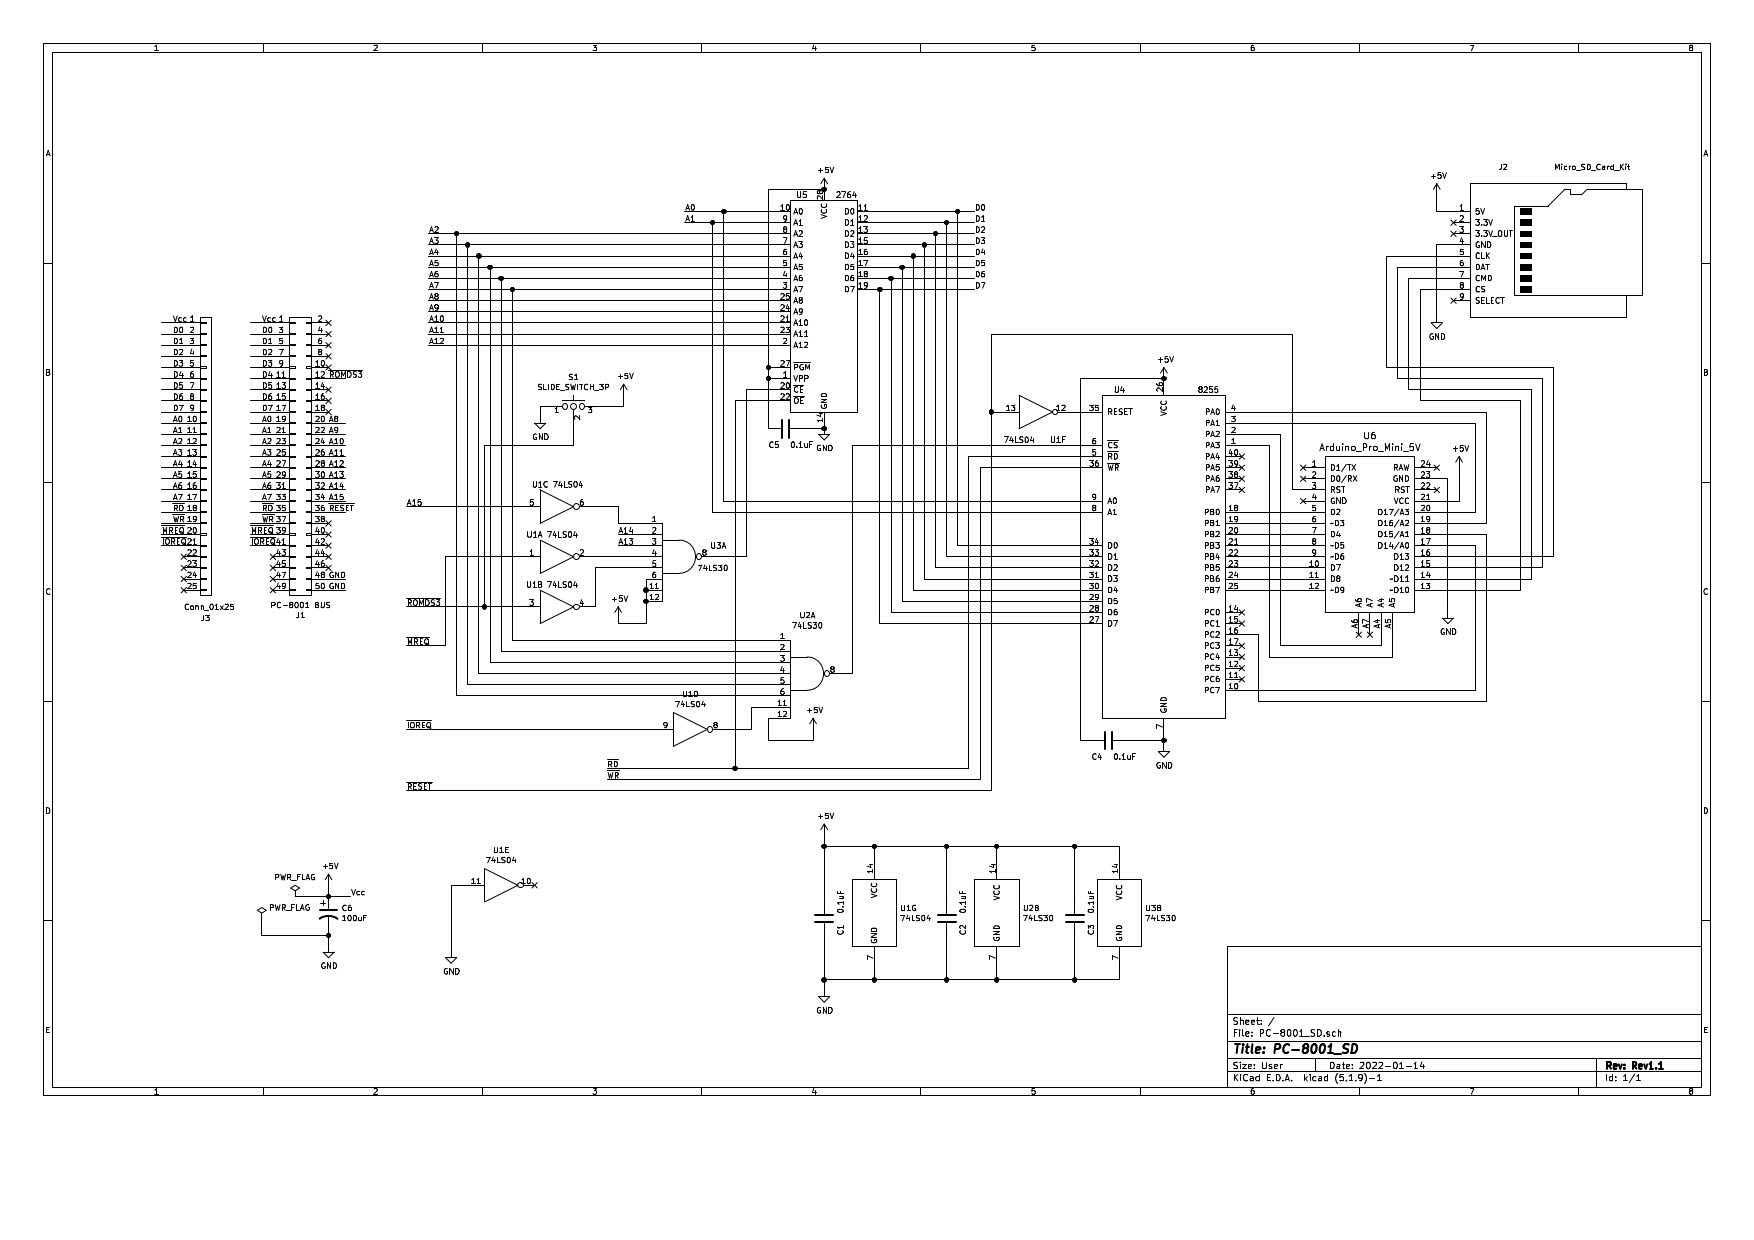 1 2 3 4 5 6 7 8
A B C D E
J2 Micro_SD_Card_Kit
+5V
1 5V
2 3.3V
3 3.3V_OUT
4 GND
5 CLK
6 DAT
7 CMD
8 CS
9 SELECT
GND
+5V
U5 2764
28 VCC
A0 10 A0
A1 9 A1
A2 8 A2
A3 7 A3
A4 6 A4
A5 5 A5
A6 4 A6
A7 3 A7
A8 25 A8
A9 24 A9
A10 21 A10
A11 23 A11
A12 2 A12
27 PGM
1 VPP
20 CE
22 OE
D0 11 D0
D1 12 D1
D2 13 D2
D3 15 D3
D4 16 D4
D5 17 D5
D6 18 D6
D7 19 D7
GND 14
C5 0.1uF GND
Vcc 1
D0 2
D1 3
D2 4
D3 5
D4 6
D5 7
D6 8
D7 9
A0 10
A1 11
A2 12
A3 13
A4 14
A5 15
A6 16
A7 17
RD 18
WR 19
MREQ 20
IOREQ 21
22
23
24
25
Conn_01x25
J3
Vcc 1 2
D0 3 4
D1 5 6
D2 7 8
D3 9 10
D4 11 12 ROMDS3
D5 13 14
D6 15 16
D7 17 18
A0 19 20 A8
A1 21 22 A9
A2 23 24 A10
A3 25 26 A11
A4 27 28 A12
A5 29 30 A13
A6 31 32 A14
A7 33 34 A15
RD 35 36 RESET
WR 37 38
MREQ 39 40
IOREQ 41 42
43 44
45 46
47 48 GND
49 50 GND
PC-8001 BUS
J1
S1
SLIDE_SWITCH_3P
+5V
1 2 3
GND
A15 5 U1C 74LS04 6
1 U1A 74LS04 2
ROMDS3 3 U1B 74LS04 4
MREQ
1
A14 2
A13 3
4
5
6
11
12
U3A
8
74LS30
+5V
U2A
74LS30
1
2
3
4
5
6
11
12
8
+5V
U1D
74LS04
IOREQ 9 8
RD
WR
RESET
13 12
74LS04 U1F
+5V
U4 8255
26 VCC
35 RESET
6 CS
5 RD
36 WR
9 A0
8 A1
34 D0
33 D1
32 D2
31 D3
30 D4
29 D5
28 D6
27 D7
PA0 4
PA1 3
PA2 2
PA3 1
PA4 40
PA5 39
PA6 38
PA7 37
PB0 18
PB1 19
PB2 20
PB3 21
PB4 22
PB5 23
PB6 24
PB7 25
PC0 14
PC1 15
PC2 16
PC3 17
PC4 13
PC5 12
PC6 11
PC7 10
GND 7
C4 0.1uF
GND
U6
Arduino_Pro_Mini_5V
+5V
1 D1/TX
2 D0/RX
3 RST
4 GND
5 D2
6 ~D3
7 D4
8 ~D5
9 ~D6
10 D7
11 D8
12 ~D9
RAW 24
GND 23
RST 22
VCC 21
D17/A3 20
D16/A2 19
D15/A1 18
D14/A0 17
D13 16
D12 15
~D11 14
~D10 13
A6 A7 A4 A5
A6 A7 A4 A5
GND
PWR_FLAG
+5V
Vcc
PWR_FLAG
C6
100uF
GND
U1E
74LS04
11 10
GND
+5V
C1 0.1uF
14 VCC
U1G
74LS04
GND 7
C2 0.1uF
14 VCC
U2B
74LS30
GND 7
C3 0.1uF
14 VCC
U3B
74LS30
GND 7
GND
Sheet: /
File: PC-8001_SD.sch
Title: PC-8001_SD
Size: User Date: 2022-01-14 Rev: Rev1.1
KiCad E.D.A. kicad (5.1.9)-1 Id: 1/1
1 2 3 4 5 6 7 8
A B C D E